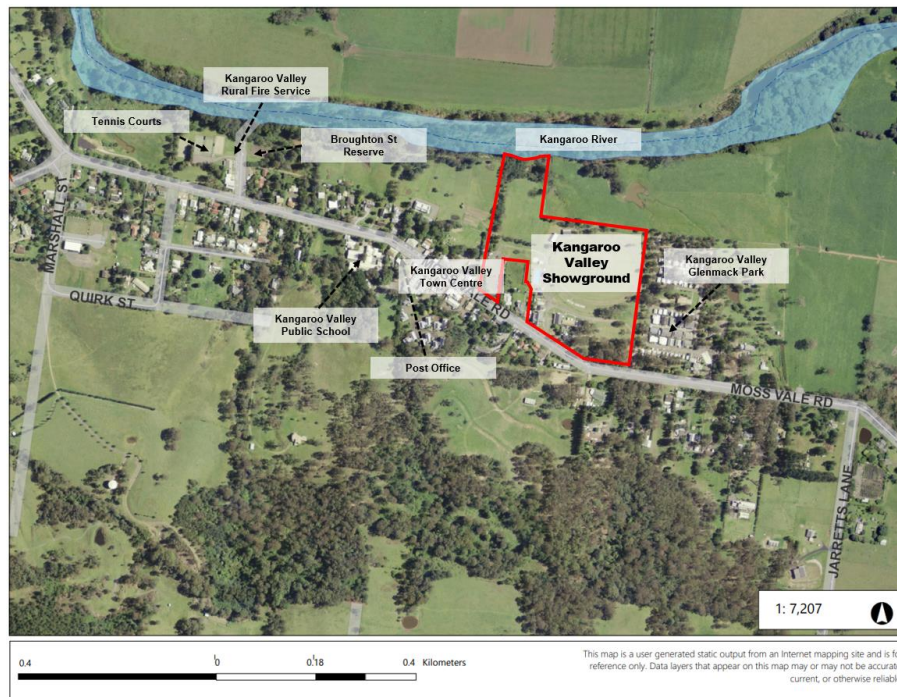 Kangaroo Valley
Rural Fire Service
Tennis Courts
Broughton St
Reserve
Kangaroo River
MARSHALL ST
Kangaroo
Valley
Showground
Kangaroo Valley
Glenmack Park
Kangaroo Valley
Town Centre
RD
QUIRK ST
Kangaroo Valley
Public School
Post Office
MOSS VALE RD
JARRETTS LANE
1: 7,207
0.4
0
0.18
0.4 Kilometers
This map is a user generated static output from an Internet mapping site and is fo
reference only. Data layers that appear on this map may or may not be accurate
current, or otherwise reliable